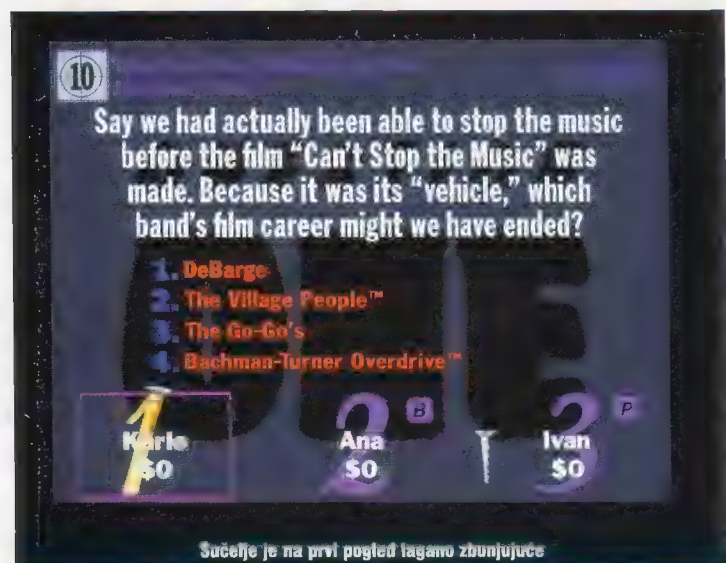 10
Say we had actually been able to stop the music
before the film “Can’t Stop the Music” was
made. Because it was its “vehicle,” which
band’s film career might we have ended?
1. DeBarge
2. The Village People™
3. The Go-Go’s
4. Bachman-Turner Overdrive™
1 2 B 3 P
Karlo Ana Ivan
$0 $0 $0
Sučelje je na prvi pogled lagano zbunjujuće